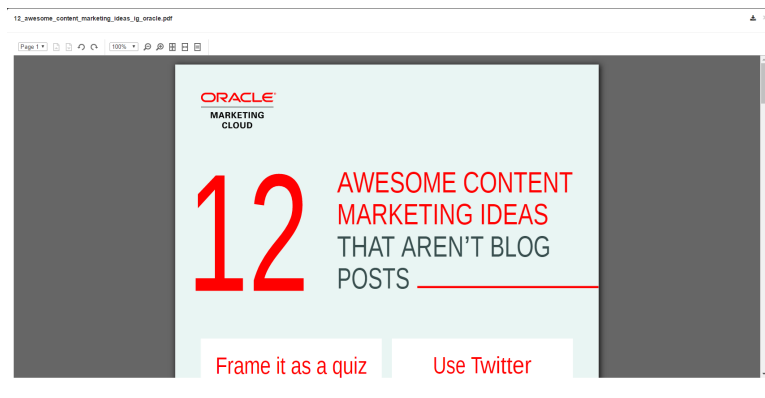 12_awesome_content_marketing_ideas_ig_oracle.pdf
Page 1
100%
ORACLE
MARKETING
CLOUD
12
AWESOME CONTENT
MARKETING IDEAS
THAT AREN'T BLOG
POSTS
Frame it as a quiz
Use Twitter